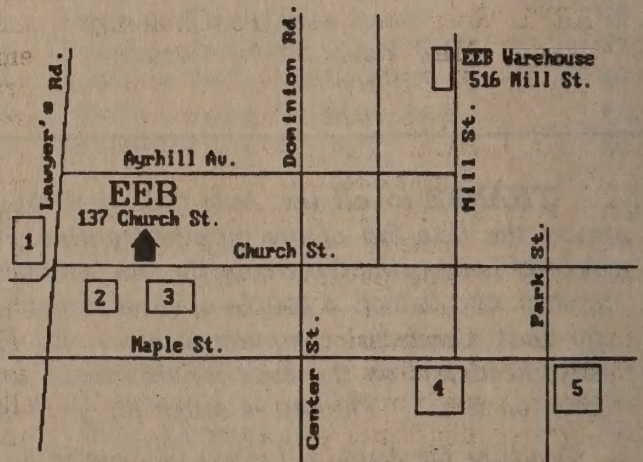 Lawyer's Rd.
Dominion Rd.
EEB Warehouse
516 Mill St.
Ayrhill Av.
Mill St.
EEB
137 Church St.
1
Church St.
Park St.
2
3
Maple St.
Center St.
4
5